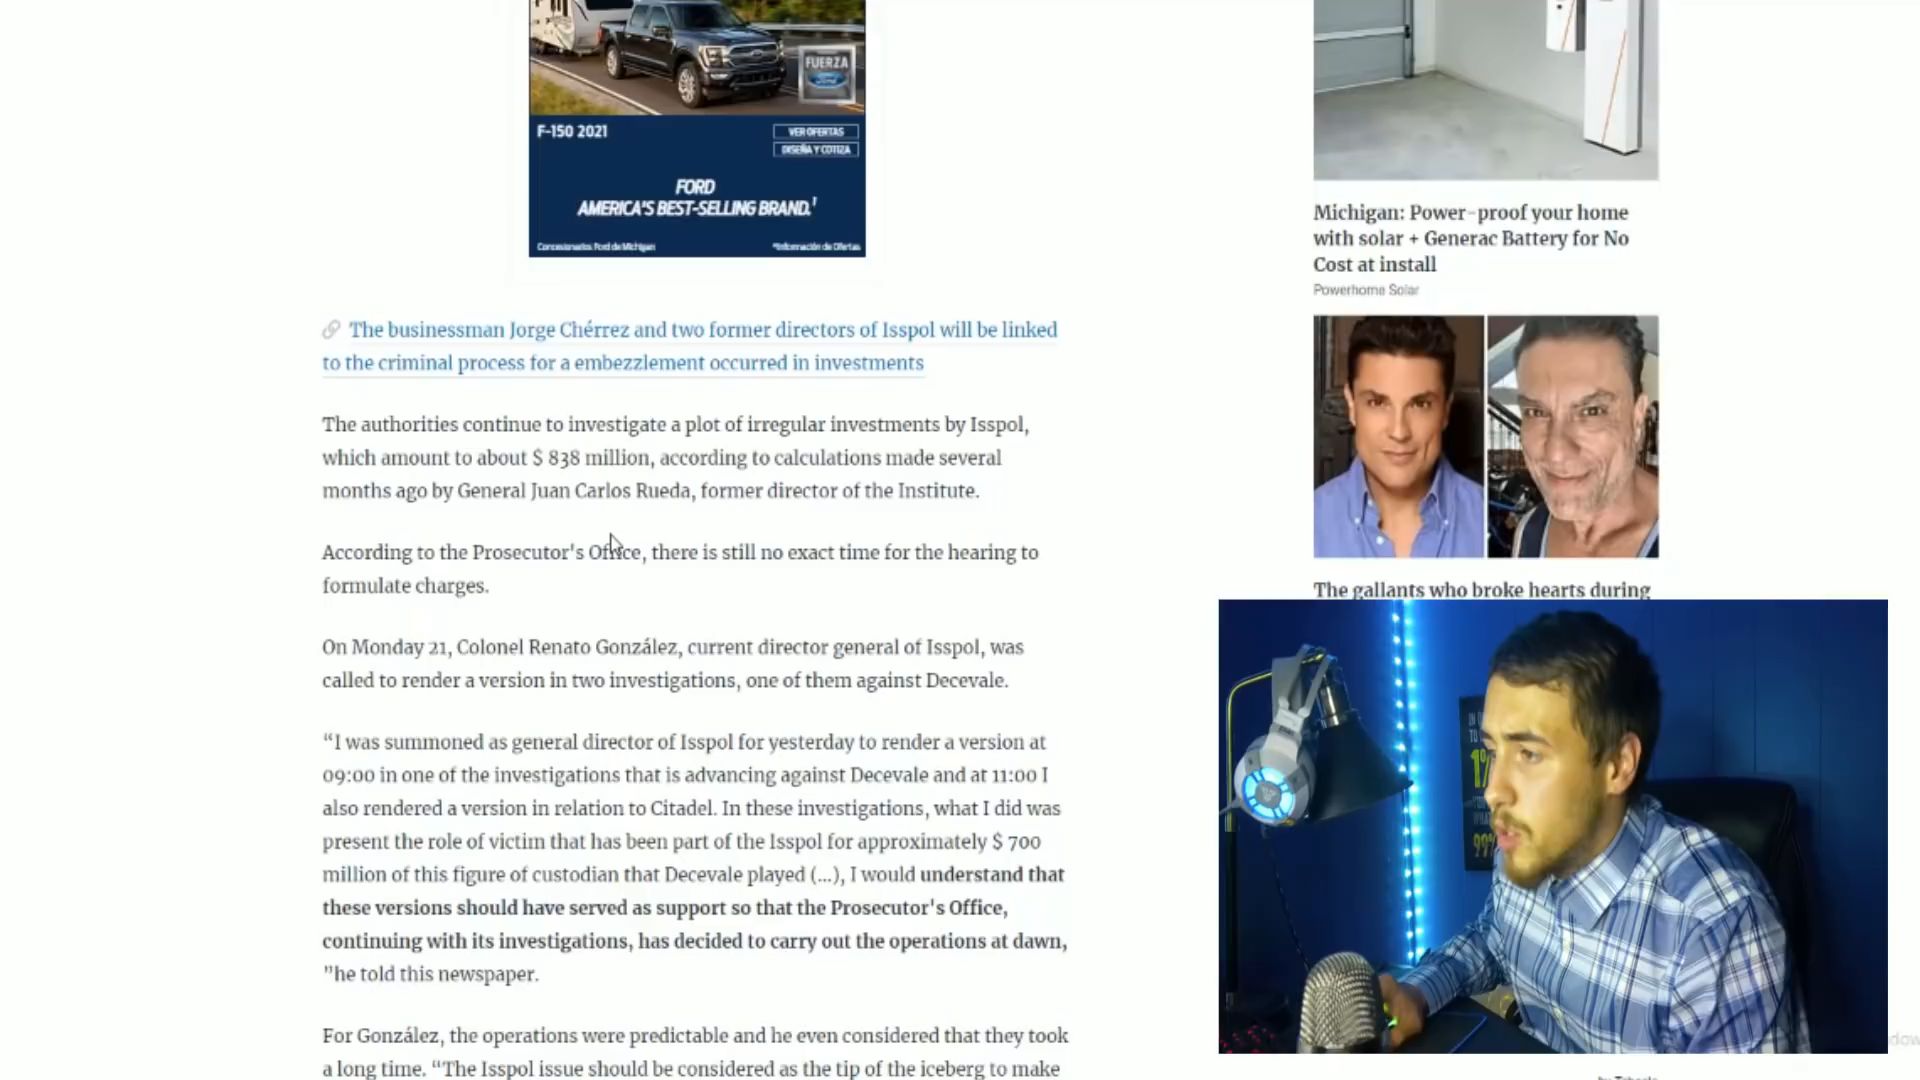 FUERZA
Ford
F-150 2021
VER OFERTAS
DISEÑA Y COTIZA
FORD
AMERICA'S BEST-SELLING BRAND.¹
Concesionarios Ford de Michigan
*Información de Ofertas
The businessman Jorge Chérrez and two former directors of Isspol will be linked
to the criminal process for a embezzlement occurred in investments
The authorities continue to investigate a plot of irregular investments by Isspol,
which amount to about $ 838 million, according to calculations made several
months ago by General Juan Carlos Rueda, former director of the Institute.
According to the Prosecutor's Office, there is still no exact time for the hearing to
formulate charges.
On Monday 21, Colonel Renato González, current director general of Isspol, was
called to render a version in two investigations, one of them against Decevale.
“I was summoned as general director of Isspol for yesterday to render a version at
09:00 in one of the investigations that is advancing against Decevale and at 11:00 I
also rendered a version in relation to Citadel. In these investigations, what I did was
present the role of victim that has been part of the Isspol for approximately $ 700
million of this figure of custodian that Decevale played (...), I would understand that
these versions should have served as support so that the Prosecutor's Office,
continuing with its investigations, has decided to carry out the operations at dawn,
”he told this newspaper.
For González, the operations were predictable and he even considered that they took
a long time. “The Isspol issue should be considered as the tip of the iceberg to make
Michigan: Power-proof your home
with solar + Generac Battery for No
Cost at install
Powerhome Solar
The gallants who broke hearts during
1%
99%